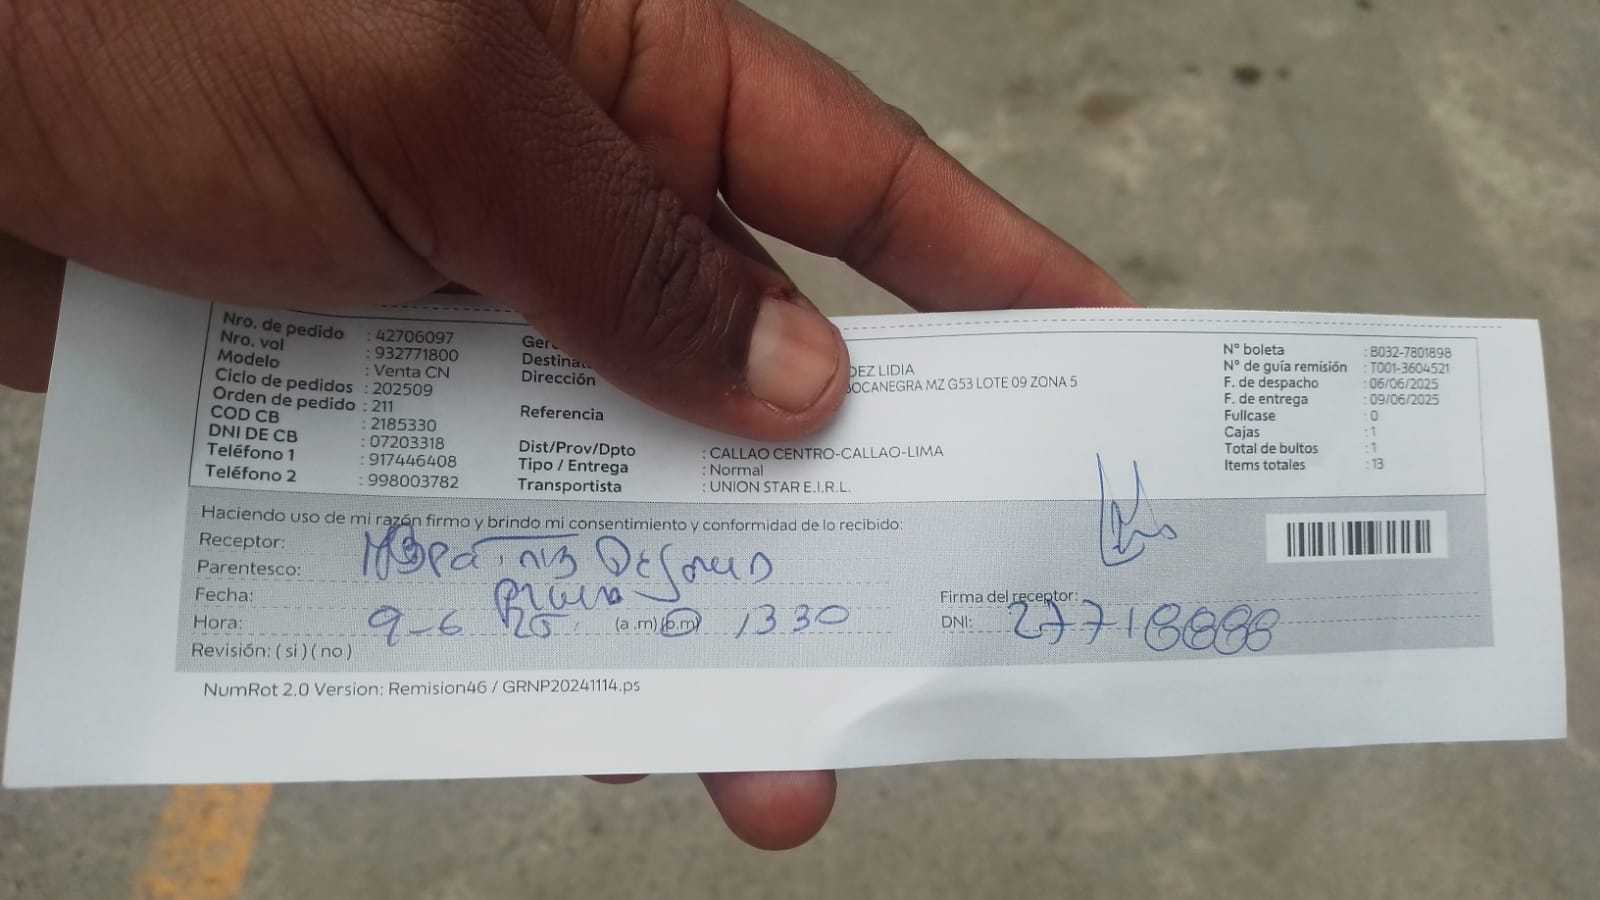 Nro. de pedido : 42706097
Nro. vol : 932771800
Modelo : Venta CN
Ciclo de pedidos : 202509
Orden de pedido : 211
COD CB : 2185330
DNI DE CB : 07203318
Teléfono 1 : 917446408
Teléfono 2 : 998003782
Destinat
Dirección
DEZ LIDIA
BOCANEGRA MZ G53 LOTE 09 ZONA 5
Referencia
Dist/Prov/Dpto : CALLAO CENTRO-CALLAO-LIMA
Tipo / Entrega : Normal
Transportista : UNION STAR E.I.R.L.
N° boleta : B032-7801898
N° de guía remisión : T001-3604521
F. de despacho : 06/06/2025
F. de entrega : 09/06/2025
Fullcase : 0
Cajas : 1
Total de bultos : 1
Items totales : 13
Haciendo uso de mi razón firmo y brindo mi consentimiento y conformidad de lo recibido:
Receptor:
Parentesco:
Fecha: 9-6 25
Hora: (a .m) (p.m) 1330
Revisión: ( si ) ( no )
Firma del receptor:
DNI: 27718888
NumRot 2.0 Version: Remision46 / GRNP20241114.ps